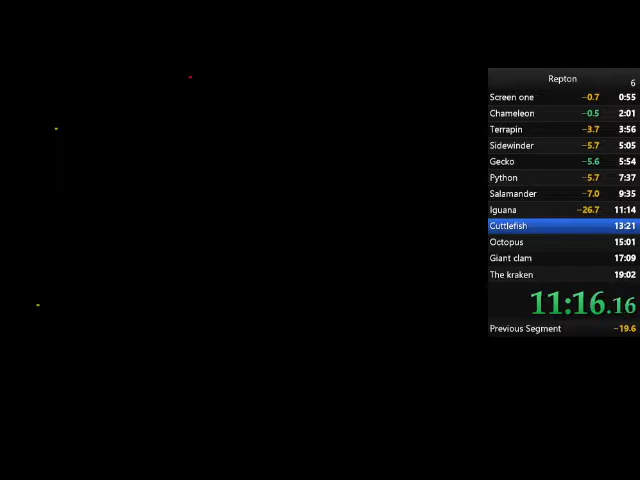 Repton
6
Screen one −0.7 0:55
Chameleon −0.5 2:01
Terrapin −3.7 3:56
Sidewinder −5.7 5:05
Gecko −5.6 5:54
Python −5.7 7:37
Salamander −7.0 9:35
Iguana −26.7 11:14
Cuttlefish 13:21
Octopus 15:01
Giant clam 17:09
The kraken 19:02
11:16.16
Previous Segment −19.6